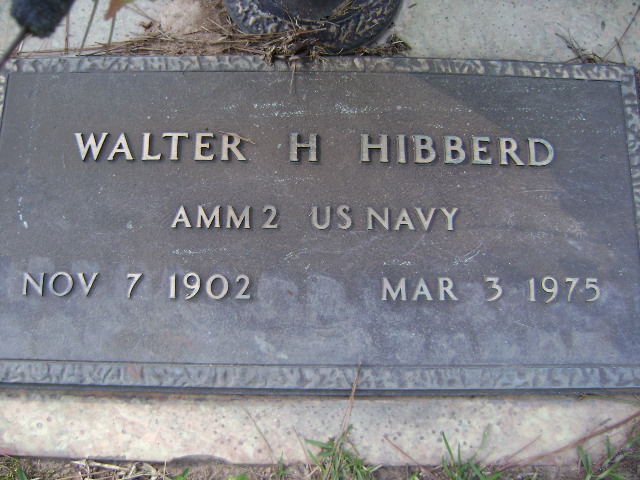 WALTER H HIBBERD
AMM2 US NAVY
NOV 7 1902 MAR 3 1975